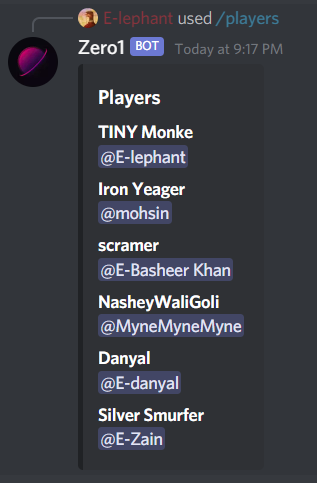 E-lephant used /players
Zero1 BOT Today at 9:17 PM
Players
TINY Monke
@E-lephant
Iron Yeager
@mohsin
scramer
@E-Basheer Khan
NasheyWaliGoli
@MyneMyneMyne
Danyal
@E-danyal
Silver Smurfer
@E-Zain